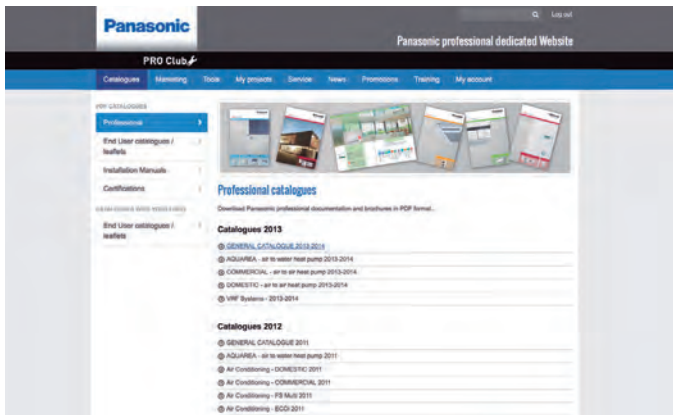 Log out
Panasonic
Panasonic professional dedicated Website
PRO Club
Catalogues Marketing Tools My projects Service News Promotions Training My account
PDF CATALOGUES
Professional
End User catalogues /
leaflets
Installation Manuals
Certifications
End User catalogues /
leaflets
Professional catalogues
Download Panasonic professional documentation and brochures in PDF format...
Catalogues 2013
GENERAL CATALOGUE 2013-2014
AQUAREA - air to water heat pump 2013-2014
COMMERCIAL - air to air heat pump 2013-2014
DOMESTIC - air to air heat pump 2013-2014
VRF Systems - 2013-2014
Catalogues 2012
GENERAL CATALOGUE 2011
AQUAREA - air to water heat pump 2011
Air Conditioning - DOMESTIC 2011
Air Conditioning - COMMERCIAL 2011
Air Conditioning - FS Multi 2011
Air Conditioning - ECOi 2011